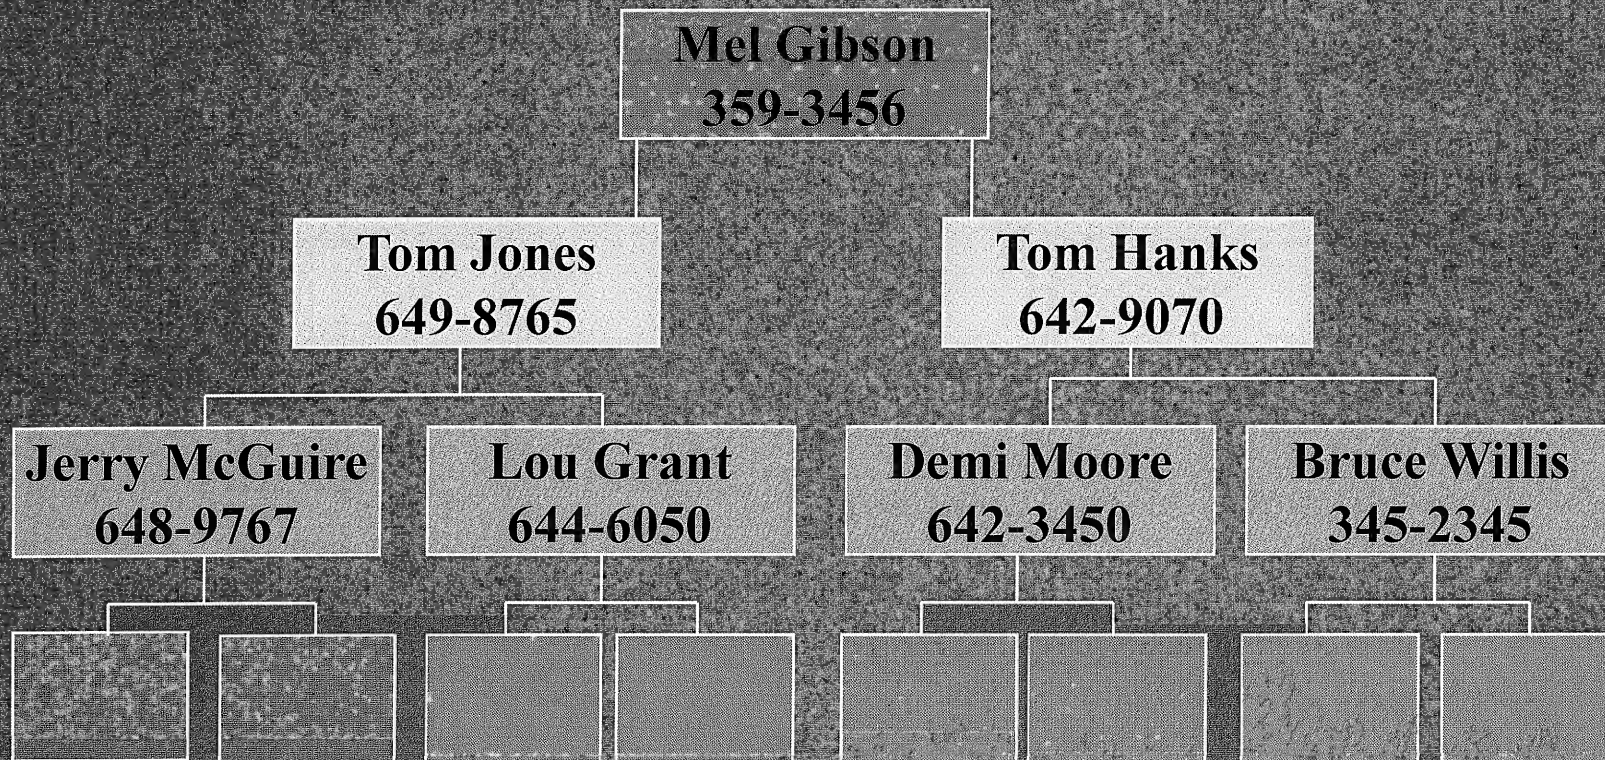 Mel Gibson
359-3456
Tom Jones
649-8765
Tom Hanks
642-9070
Jerry McGuire
648-9767
Lou Grant
644-6050
Demi Moore
642-3450
Bruce Willis
345-2345